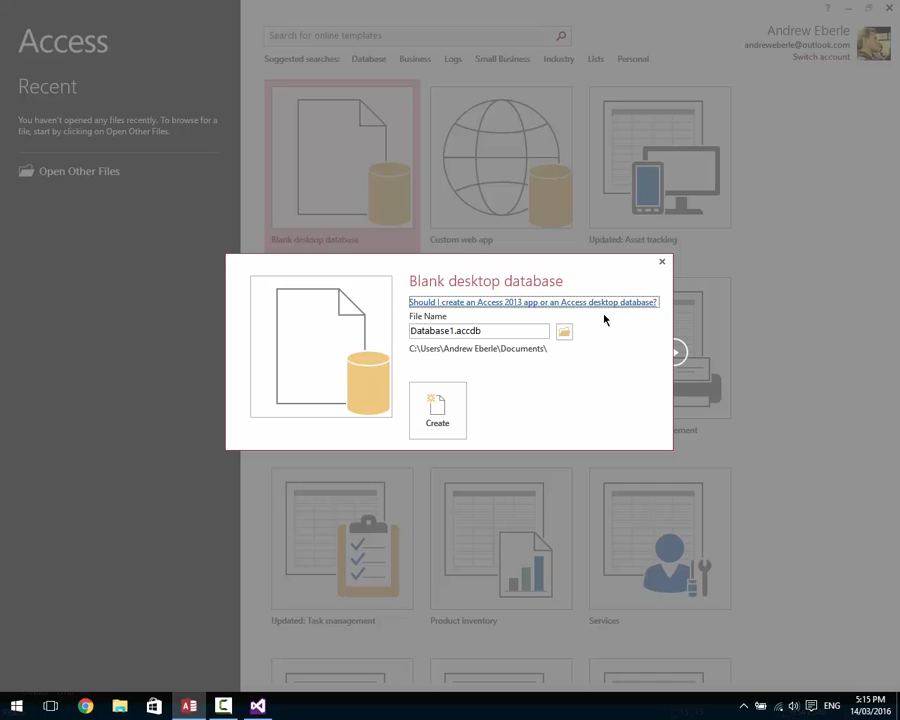 Access
Recent
You haven't opened any files recently. To browse for a
file, start by clicking on Open Other Files.
Open Other Files
Search for online templates
Suggested searches: Database Business Logs Small Business Industry Lists Personal
Andrew Eberle
andreweberle@outlook.com
Switch account
Blank desktop database
Custom web app
Updated: Asset tracking
Blank desktop database
Should I create an Access 2013 app or an Access desktop database?
File Name
Database1.accdb
C:\Users\Andrew Eberle\Documents\
Create
Updated: Task management
Product inventory
Services
ENG
5:15 PM
14/03/2016